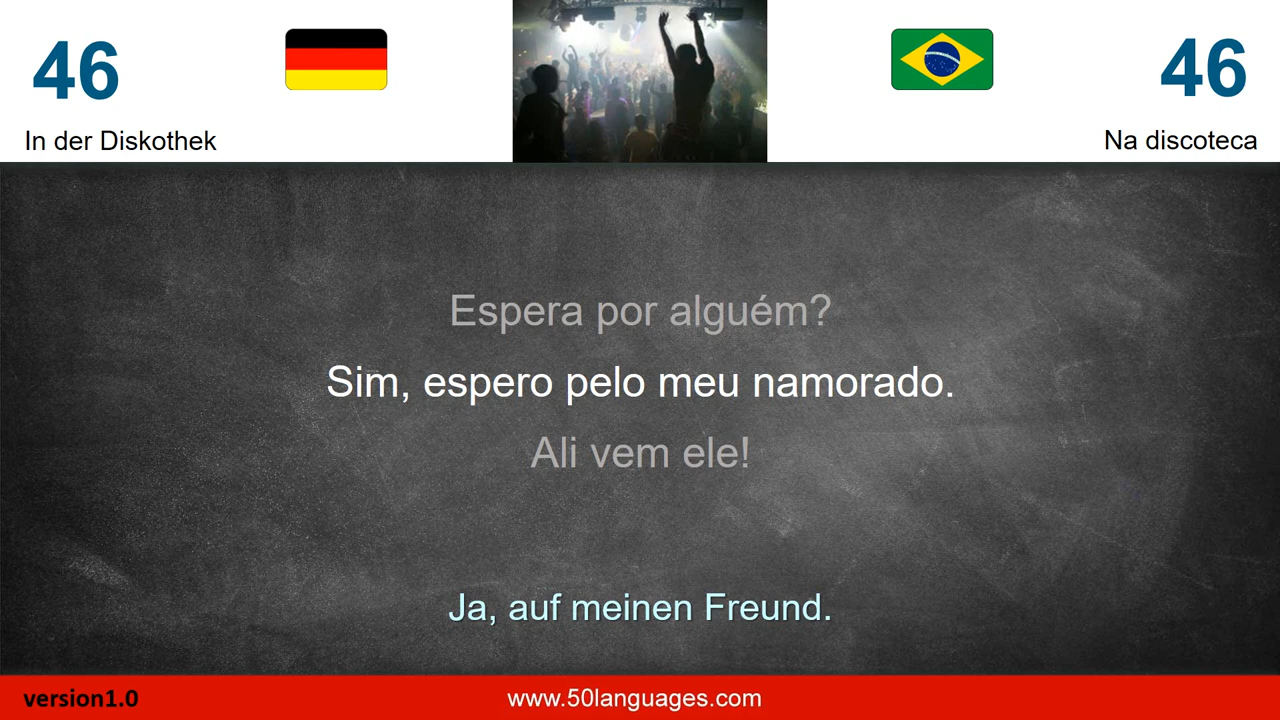 46
46
In der Diskothek
Na discoteca
Espera por alguém?
Sim, espero pelo meu namorado.
Ali vem ele!
Ja, auf meinen Freund.
version1.0
www.50languages.com